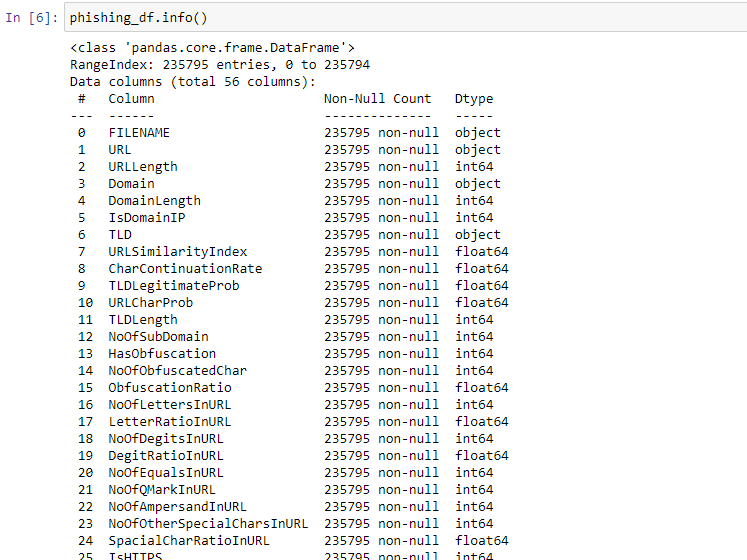 In [6]: phishing_df.info()
<class 'pandas.core.frame.DataFrame'>
RangeIndex: 235795 entries, 0 to 235794
Data columns (total 56 columns):
 #   Column                      Non-Null Count   Dtype
---  ------                      --------------   -----
 0   FILENAME                    235795 non-null  object
 1   URL                         235795 non-null  object
 2   URLLength                   235795 non-null  int64
 3   Domain                      235795 non-null  object
 4   DomainLength                235795 non-null  int64
 5   IsDomainIP                  235795 non-null  int64
 6   TLD                         235795 non-null  object
 7   URLSimilarityIndex          235795 non-null  float64
 8   CharContinuationRate        235795 non-null  float64
 9   TLDLegitimateProb           235795 non-null  float64
 10  URLCharProb                 235795 non-null  float64
 11  TLDLength                   235795 non-null  int64
 12  NoOfSubDomain               235795 non-null  int64
 13  HasObfuscation              235795 non-null  int64
 14  NoOfObfuscatedChar          235795 non-null  int64
 15  ObfuscationRatio            235795 non-null  float64
 16  NoOfLettersInURL            235795 non-null  int64
 17  LetterRatioInURL            235795 non-null  float64
 18  NoOfDegitsInURL             235795 non-null  int64
 19  DegitRatioInURL             235795 non-null  float64
 20  NoOfEqualsInURL             235795 non-null  int64
 21  NoOfQMarkInURL              235795 non-null  int64
 22  NoOfAmpersandInURL          235795 non-null  int64
 23  NoOfOtherSpecialCharsInURL  235795 non-null  int64
 24  SpacialCharRatioInURL       235795 non-null  float64
 25  IsHTTPS                     235795 non-null  int64